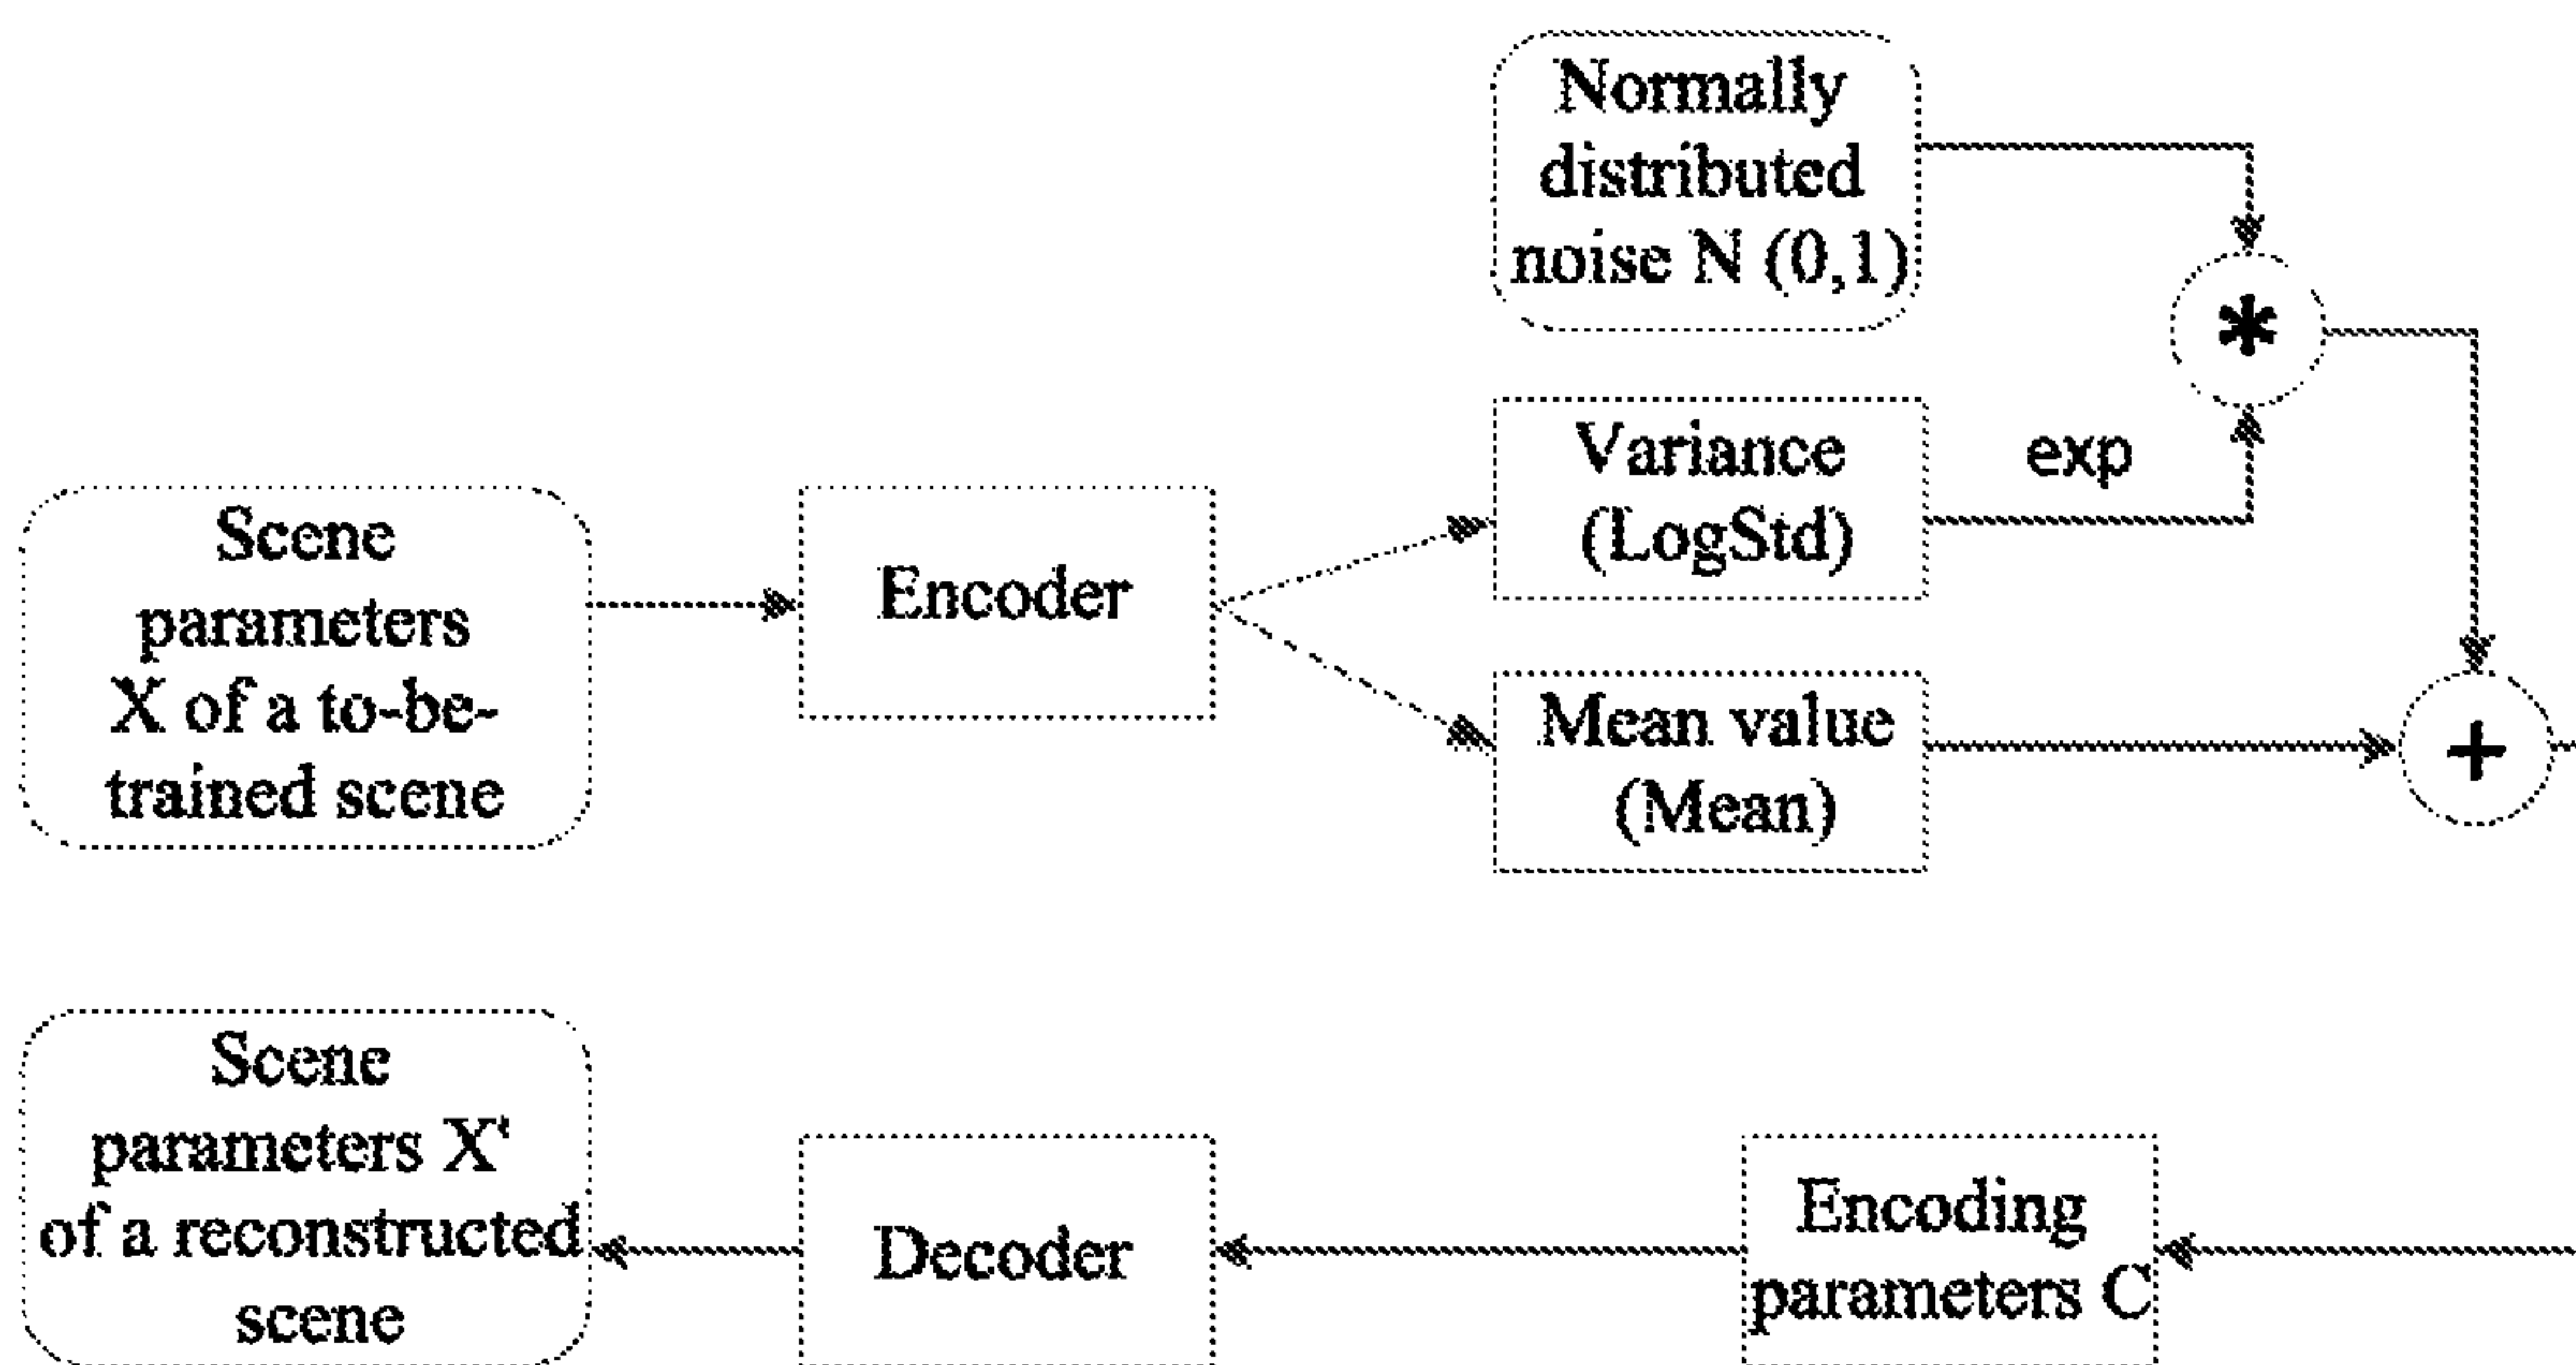 Normally
distributed
noise N (0,1)
*
Variance
(LogStd)
exp
Scene
parameters
X of a to-be-
trained scene
Encoder
Mean value
(Mean)
+
Scene
parameters X'
of a reconstructed
scene
Decoder
Encoding
parameters C